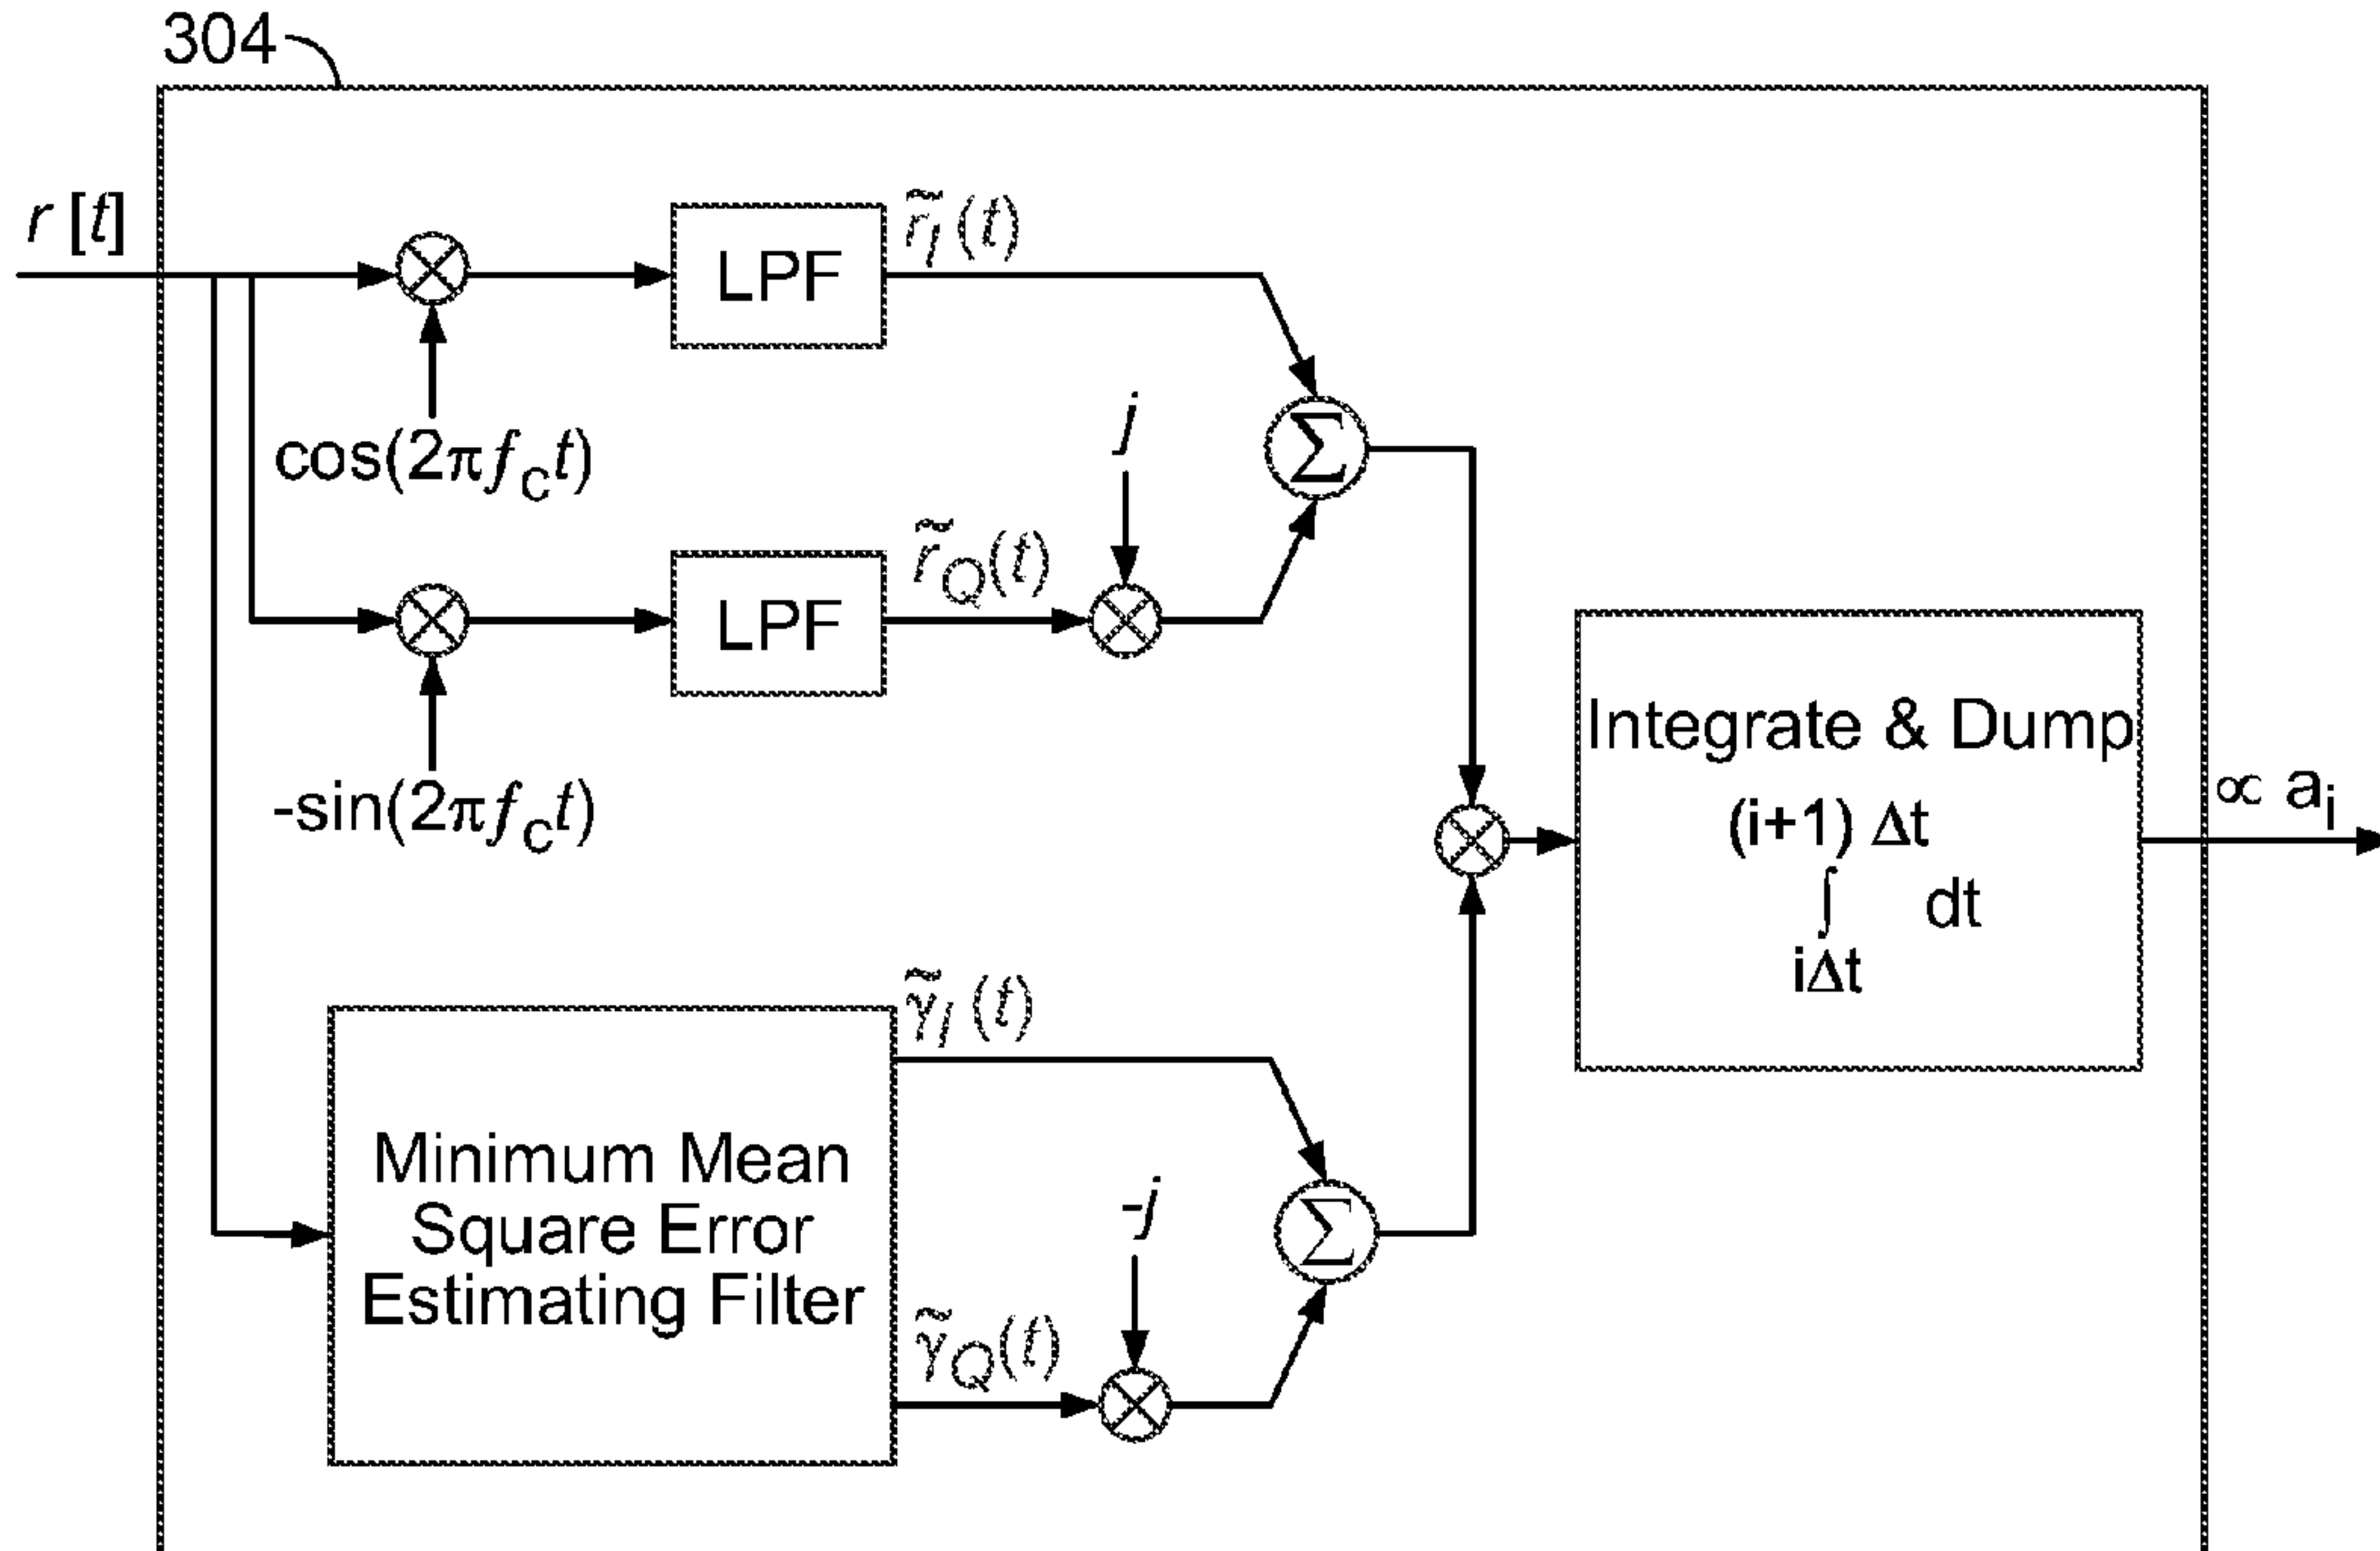 304
r [t]
LPF
r̃I (t)
cos(2πfCt)
j
LPF
r̃Q(t)
-sin(2πfCt)
Σ
Integrate & Dump
(i+1) Δt
∫ dt
iΔt
∝ ai
Minimum Mean
Square Error
Estimating Filter
γ̃I (t)
-j
Σ
γ̃Q(t)